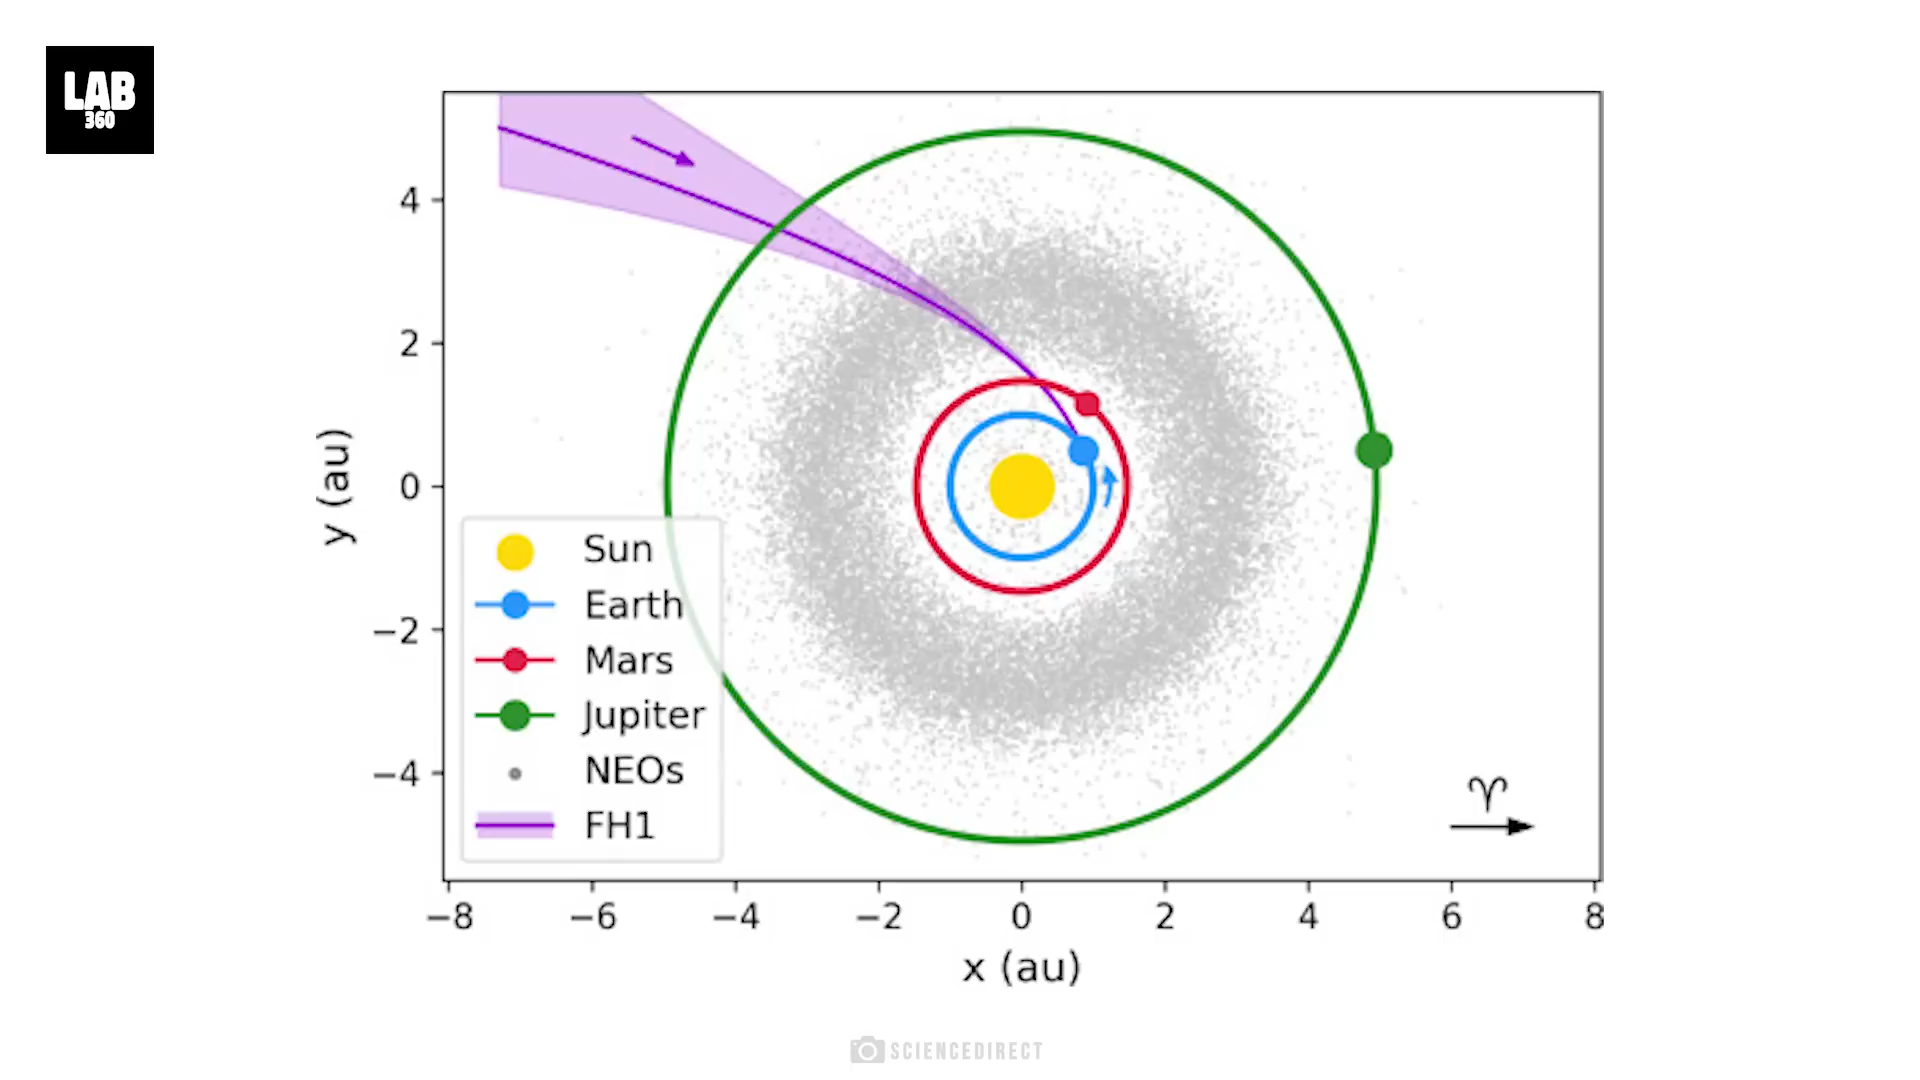 LAB
360
4
2
0
−2
−4
y (au)
Sun
Earth
Mars
Jupiter
NEOs
FH1
♈
−8 −6 −4 −2 0 2 4 6 8
x (au)
SCIENCEDIRECT